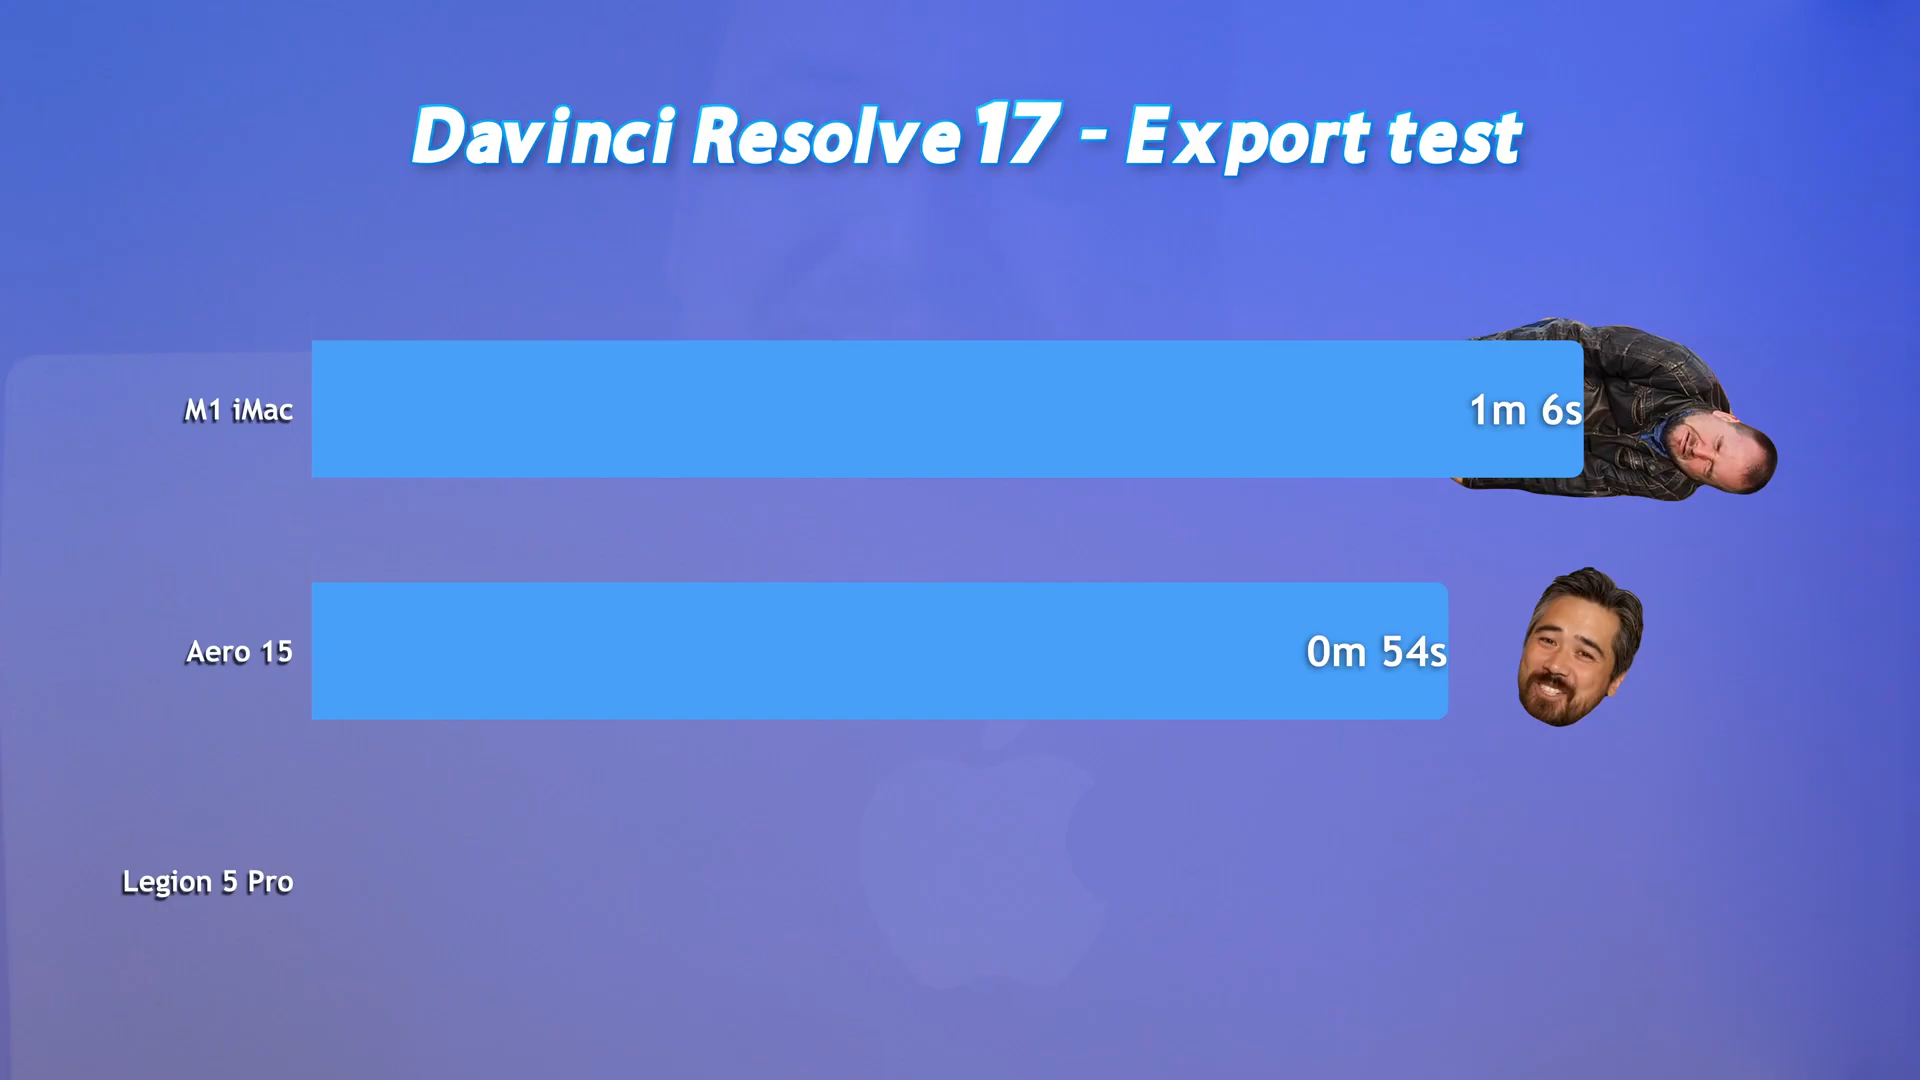 Davinci Resolve 17 - Export test
M1 iMac
1m 6s
Aero 15
0m 54s
Legion 5 Pro